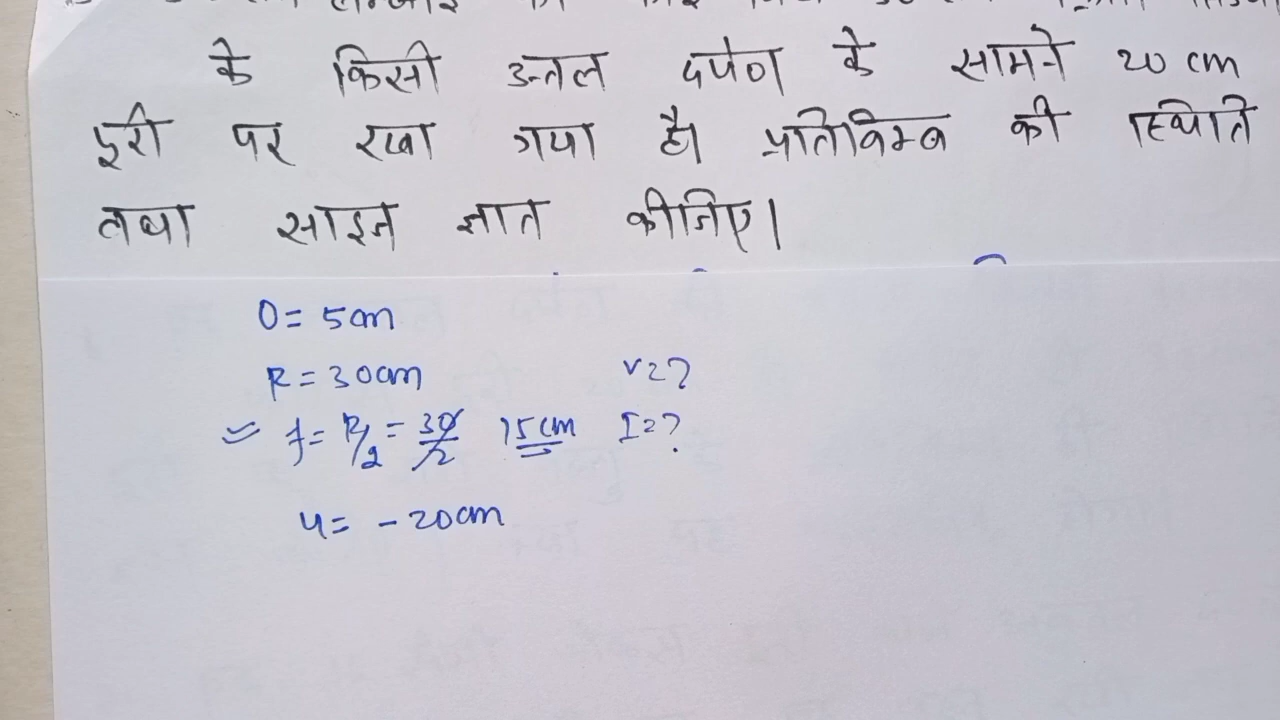 के किसी उत्तल दर्पण के सामने 20 cm
दूरी पर रखा गया है। प्रतिबिम्ब की स्थिति
तथा साइज ज्ञात कीजिए।
O = 5cm
R = 30cm v=?
f = R/2 = 30/2 15cm I=?
u = -20cm